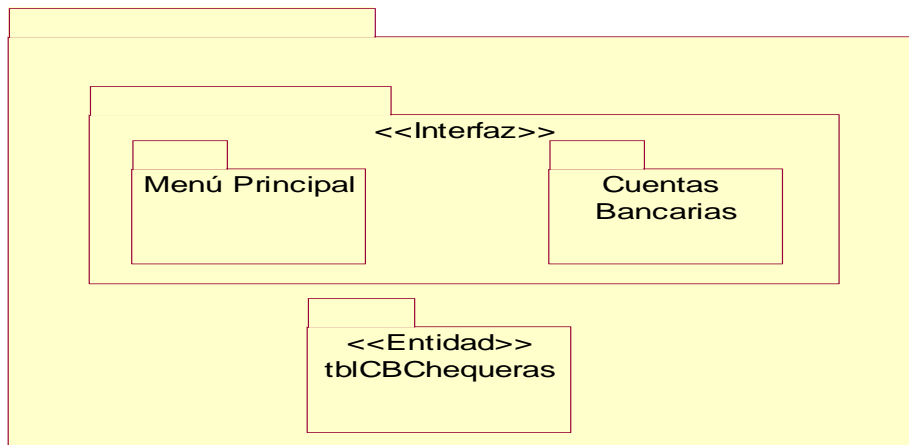 <<Interfaz>>
Menú Principal
Cuentas
Bancarias
<<Entidad>>
tblCBChequeras